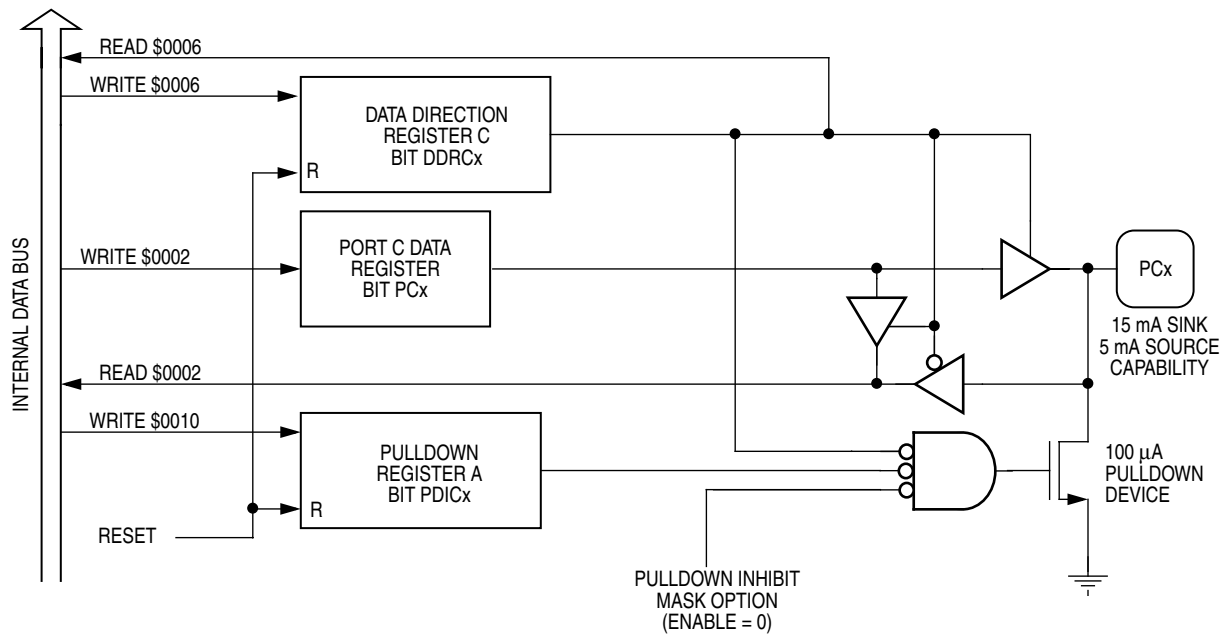 READ $0006
WRITE $0006
DATA DIRECTION
REGISTER C
BIT DDRCx
R
INTERNAL DATA BUS
WRITE $0002
PORT C DATA
REGISTER
BIT PCx
PCx
15 mA SINK
5 mA SOURCE
CAPABILITY
READ $0002
WRITE $0010
PULLDOWN
REGISTER A
BIT PDICx
R
100 μA
PULLDOWN
DEVICE
RESET
PULLDOWN INHIBIT
MASK OPTION
(ENABLE = 0)